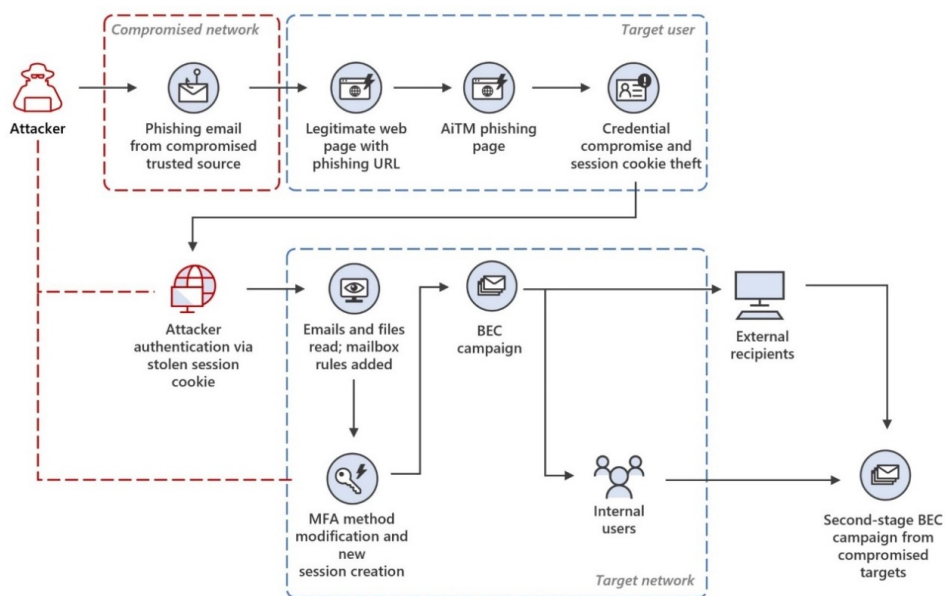 Compromised network
Target user
Attacker
Phishing email
from compromised
trusted source
Legitimate web
page with
phishing URL
AiTM phishing
page
Credential
compromise and
session cookie theft
Attacker
authentication via
stolen session
cookie
Emails and files
read; mailbox
rules added
BEC
campaign
External
recipients
MFA method
modification and
new
session creation
Internal
users
Second-stage BEC
campaign from
compromised
targets
Target network